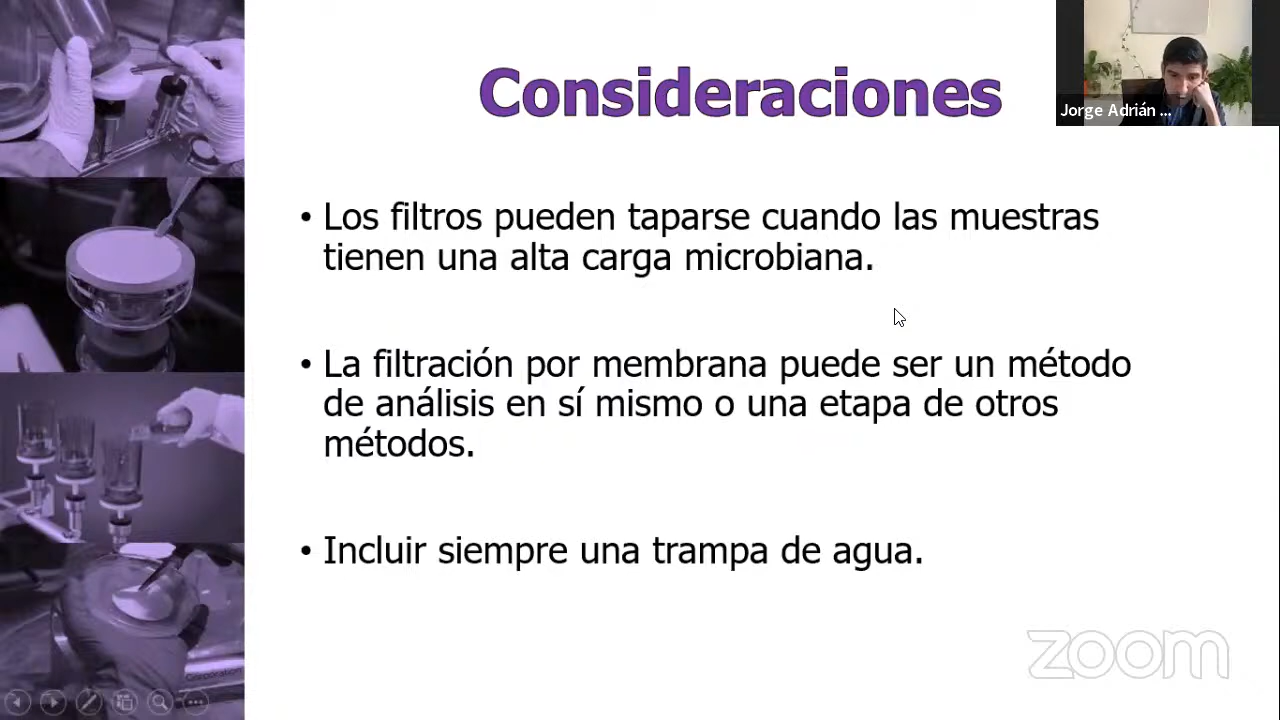 Consideraciones
Jorge Adrián ...
• Los filtros pueden taparse cuando las muestras
tienen una alta carga microbiana.
• La filtración por membrana puede ser un método
de análisis en sí mismo o una etapa de otros
métodos.
• Incluir siempre una trampa de agua.
zoom
Corporation